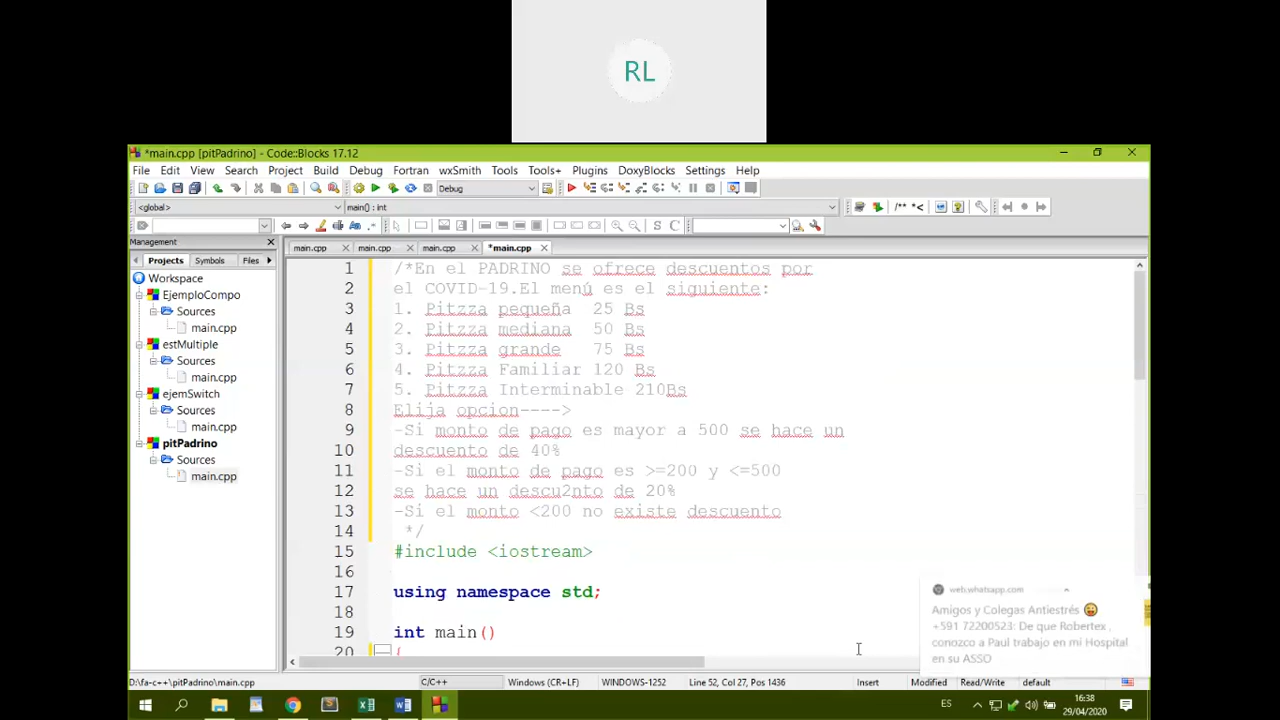 RL
*main.cpp [pitPadrino] - Code::Blocks 17.12
File Edit View Search Project Build Debug Fortran wxSmith Tools Tools+ Plugins DoxyBlocks Settings Help
Debug
<global> main() : int
/** *<
Management
Projects Symbols Files
main.cpp main.cpp main.cpp *main.cpp
Workspace
EjemploCompo
Sources
main.cpp
estMultiple
Sources
main.cpp
ejemSwitch
Sources
main.cpp
pitPadrino
Sources
main.cpp
1 /*En el PADRINO se ofrece descuentos por
2 el COVID-19.El menú es el siguiente:
3 1. Pitzza pequeña 25 Bs
4 2. Pitzza mediana 50 Bs
5 3. Pitzza grande 75 Bs
6 4. Pitzza Familiar 120 Bs
7 5. Pitzza Interminable 210Bs
8 Elija opcion---->
9 -Si monto de pago es mayor a 500 se hace un
10 descuento de 40%
11 -Si el monto de pago es >=200 y <=500
12 se hace un descu2nto de 20%
13 -Si el monto <200 no existe descuento
14 */
15 #include <iostream>
16
17 using namespace std;
18
19 int main()
20 {
web.whatsapp.com
Amigos y Colegas Antiestrés 😜
+591 72200523: De que Robertex ,
conozco a Paul trabajo en mi Hospital
en su ASSO
D:\fa-c++\pitPadrino\main.cpp C/C++ Windows (CR+LF) WINDOWS-1252 Line 52, Col 27, Pos 1436 Insert Modified Read/Write default
ES 16:38
29/04/2020